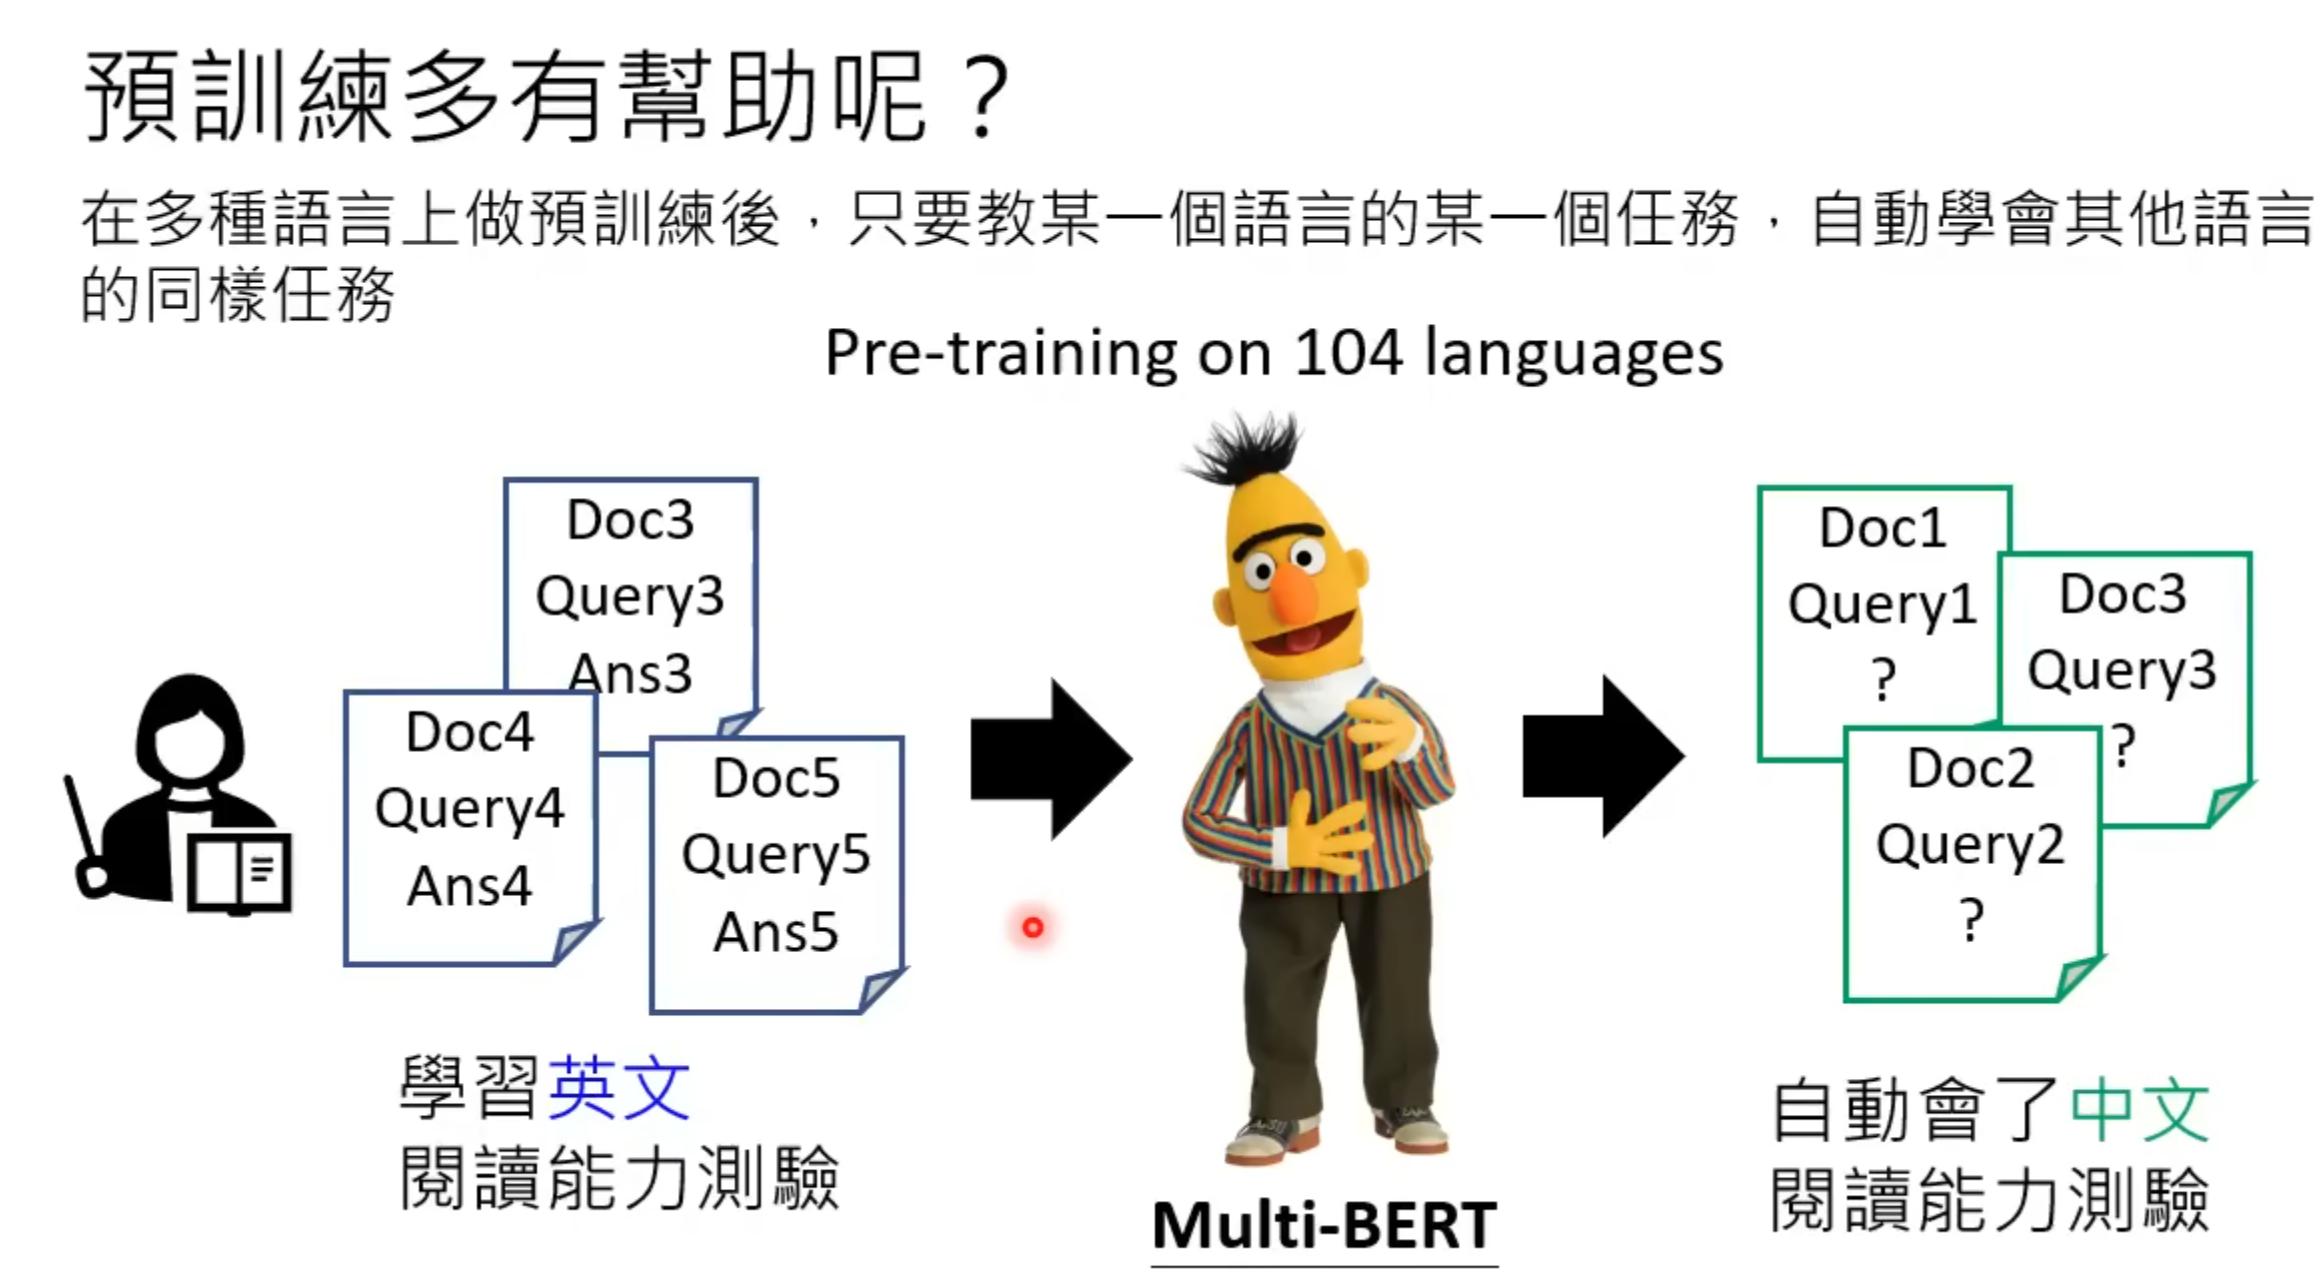 預訓練多有幫助呢？
在多種語言上做預訓練後，只要教某一個語言的某一個任務，自動學會其他語言
的同樣任務
Pre-training on 104 languages
Doc3
Query3
Ans3
Doc4
Query4
Ans4
Doc5
Query5
Ans5
學習英文
閱讀能力測驗
Multi-BERT
Doc1
Query1
?
Doc3
Query3
?
Doc2
Query2
?
自動會了中文
閱讀能力測驗